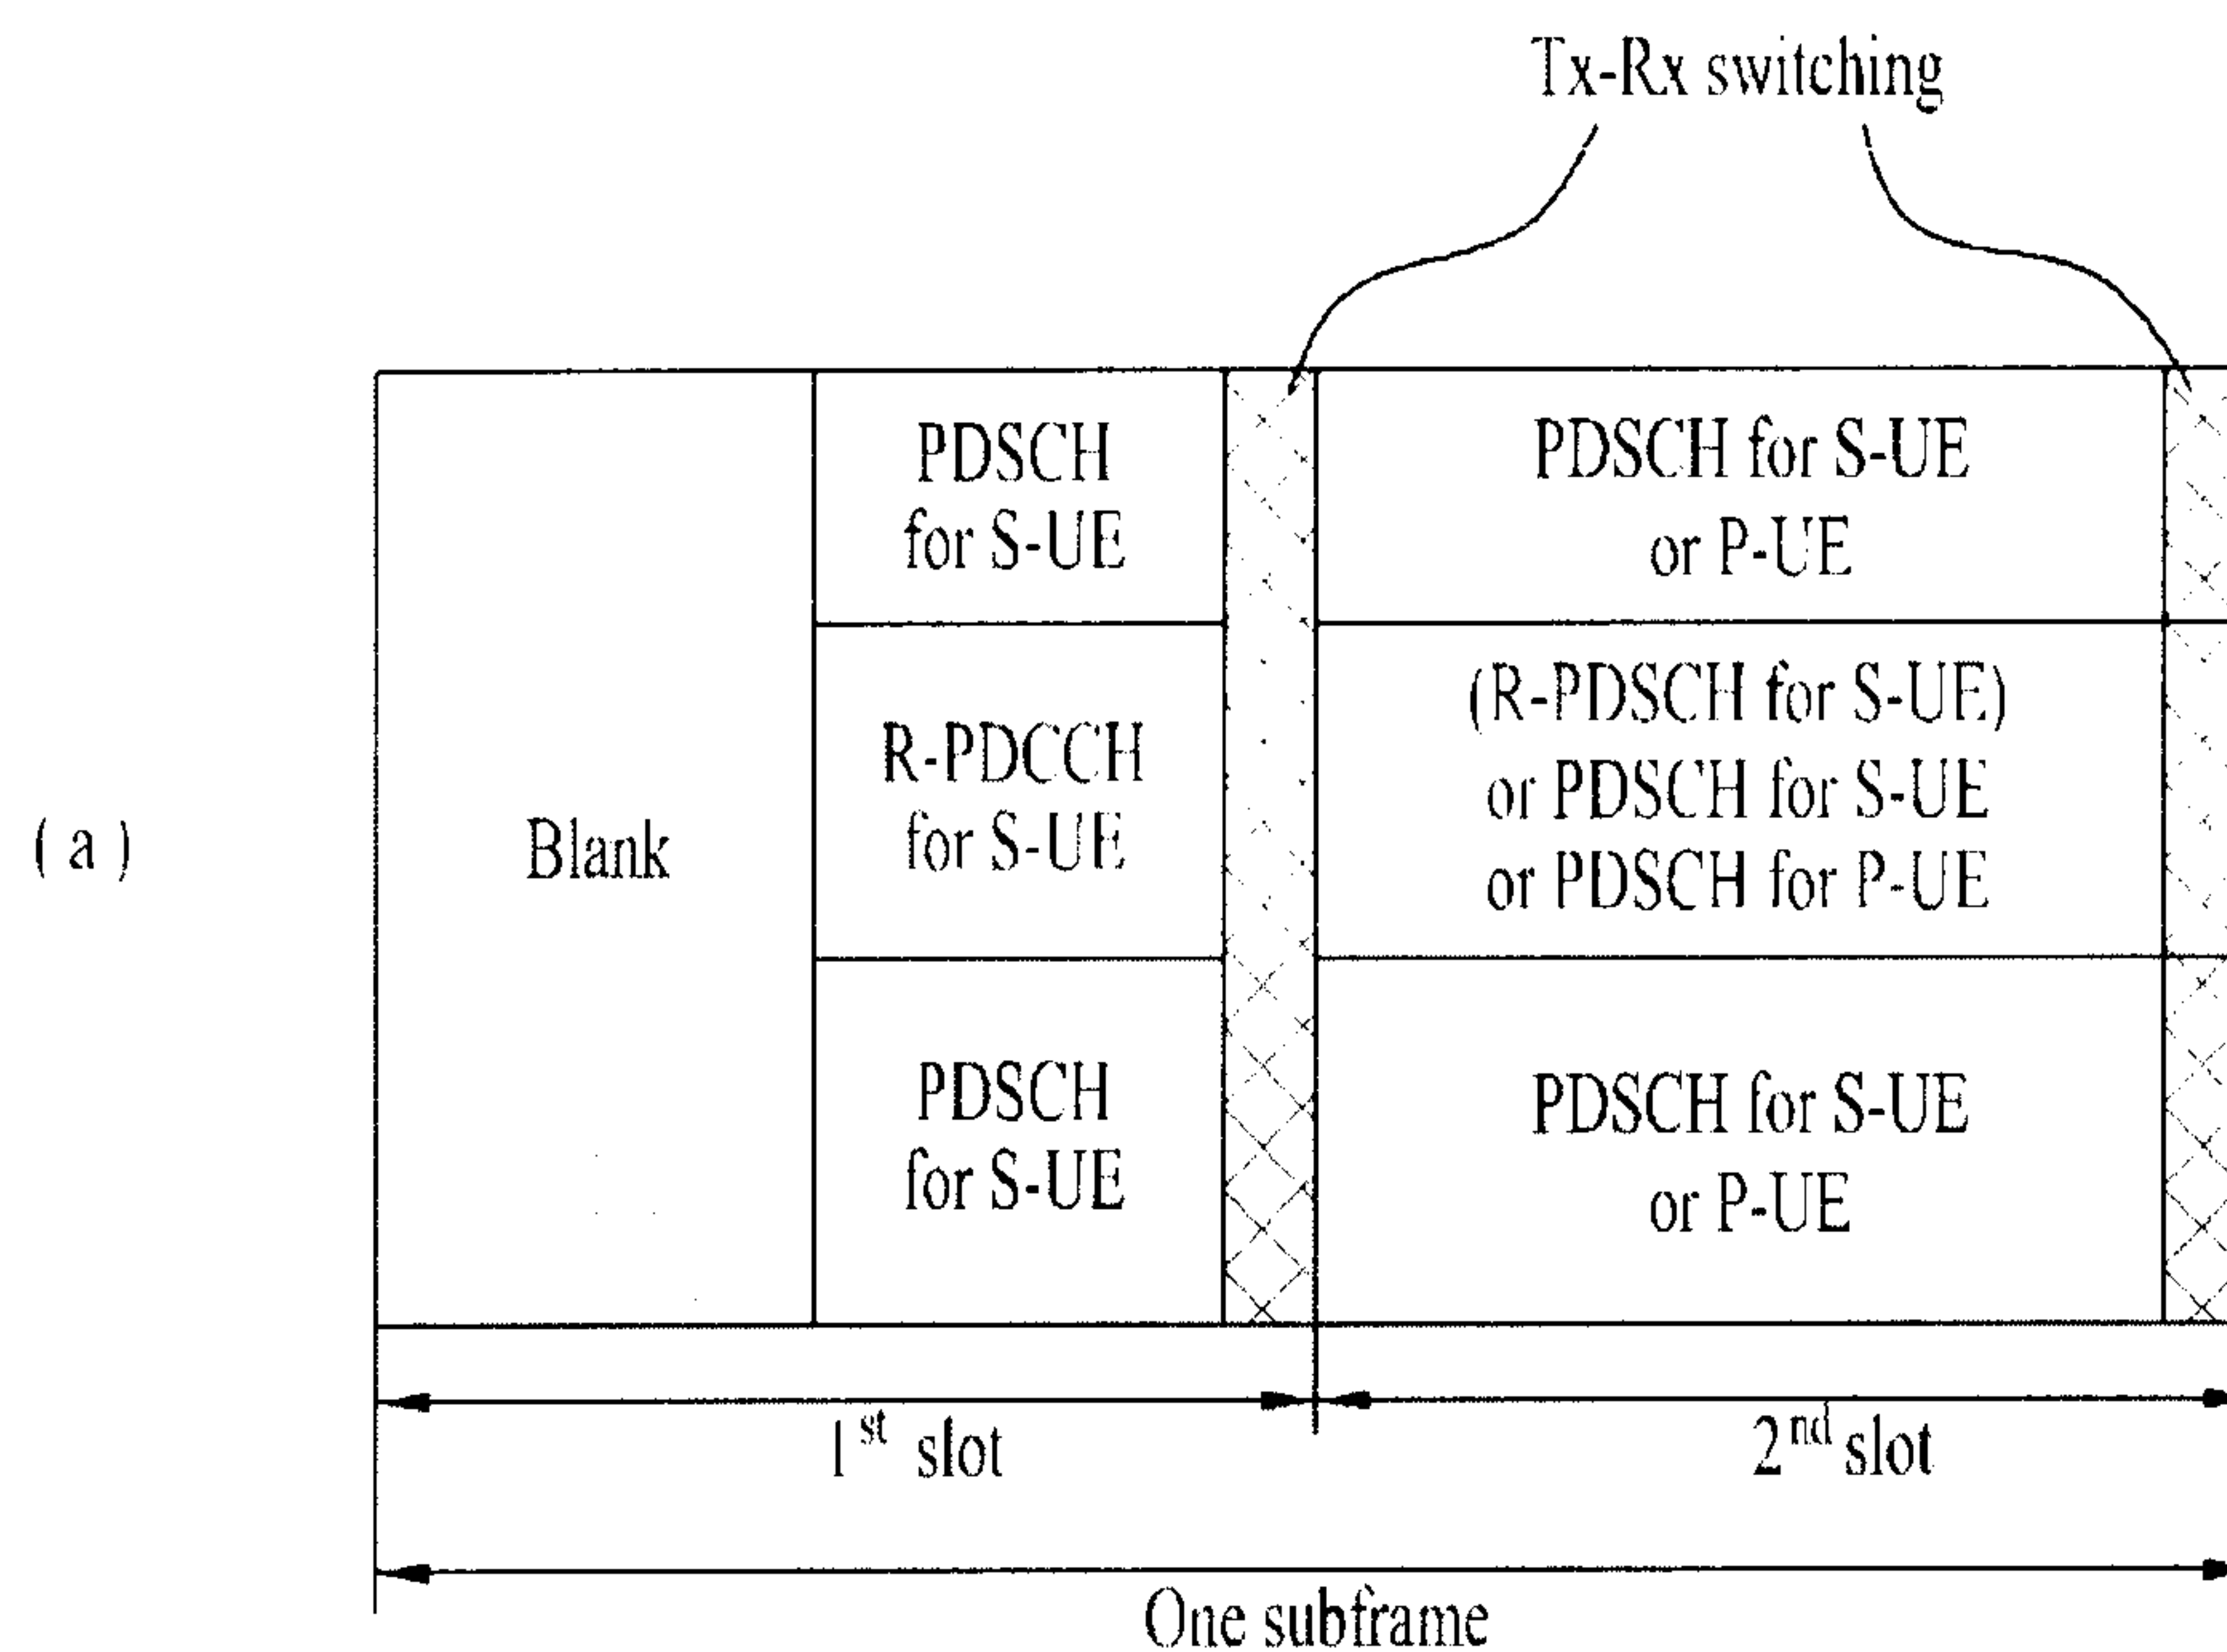 Tx-Rx switching
PDSCH
for S-UE
PDSCH for S-UE
or P-UE
(a)
Blank
R-PDCCH
for S-UE
(R-PDSCH for S-UE)
or PDSCH for S-UE
or PDSCH for P-UE
PDSCH
for S-UE
PDSCH for S-UE
or P-UE
1st slot
2nd slot
One subframe